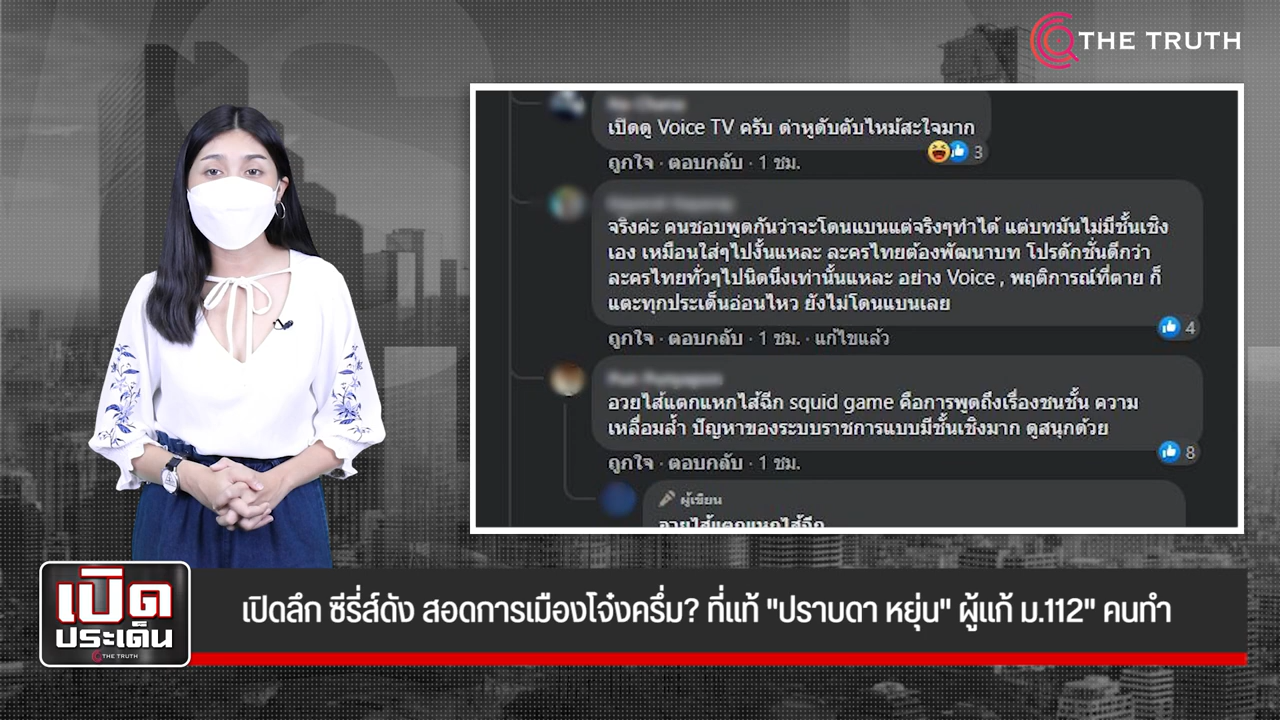 THE TRUTH
เปิดดู Voice TV ครับ ด่าหูดับตับไหม้สะใจมาก
3
ถูกใจ · ตอบกลับ · 1 ชม.
จริงค่ะ คนชอบพูดกันว่าจะโดนแบนแต่จริงๆทำได้ แต่บทมันไม่มีชั้นเชิง
เอง เหมือนใส่ๆไปงั้นแหละ ละครไทยต้องพัฒนาบท โปรดักชั่นดีกว่า
ละครไทยทั่วๆไปนิดนึงเท่านั้นแหละ อย่าง Voice , พฤติการณ์ที่ตาย ก็
แตะทุกประเด็นอ่อนไหว ยังไม่โดนแบนเลย
4
ถูกใจ · ตอบกลับ · 1 ชม. · แก้ไขแล้ว
อวยไส้แตกแหกไส้ฉีก squid game คือการพูดถึงเรื่องชนชั้น ความ
เหลื่อมล้ำ ปัญหาของระบบราชการแบบมีชั้นเชิงมาก ดูสนุกด้วย
8
ถูกใจ · ตอบกลับ · 1 ชม.
ผู้เขียน
อวยไส้แตกแหกไส้ฉีก
เปิด
ประเด็น
THE TRUTH
เปิดลึก ซีรี่ส์ดัง สอดการเมืองโจ๋งครึ่ม? ที่แท้ "ปราบดา หยุ่น" ผู้แก้ ม.112" คนทำ